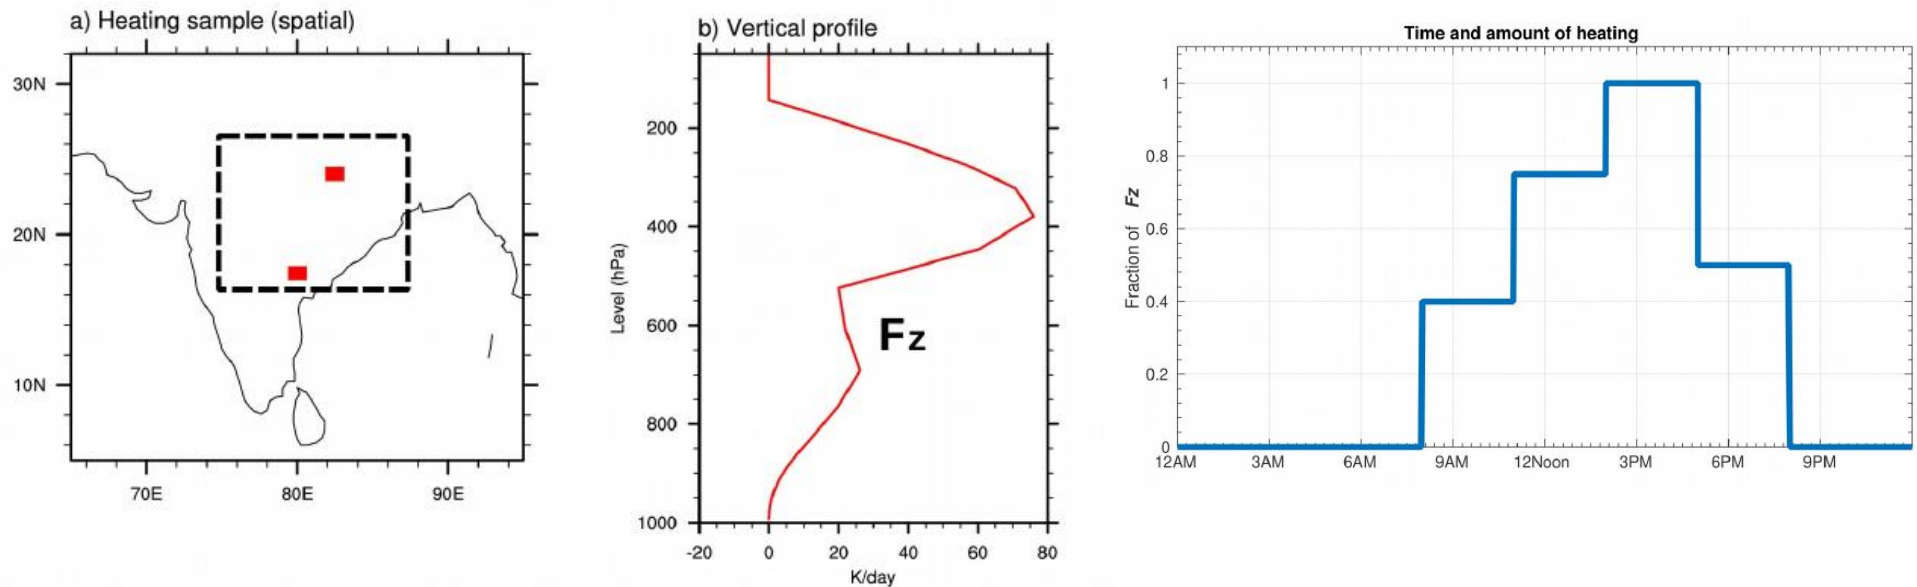 a) Heating sample (spatial)
30N
20N
10N
70E 80E 90E
b) Vertical profile
Level (hPa)
200
400
600
800
1000
Fz
-20 0 20 40 60 80
K/day
Time and amount of heating
Fraction of Fz
1
0.8
0.6
0.4
0.2
0
12AM 3AM 6AM 9AM 12Noon 3PM 6PM 9PM